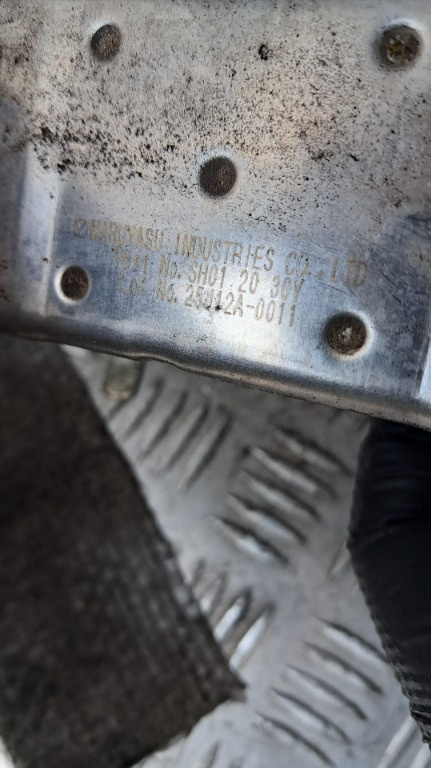 MARUYASU INDUSTRIES CO.,LTD
No. SH01 20 30Y
No. 25J12A-0011